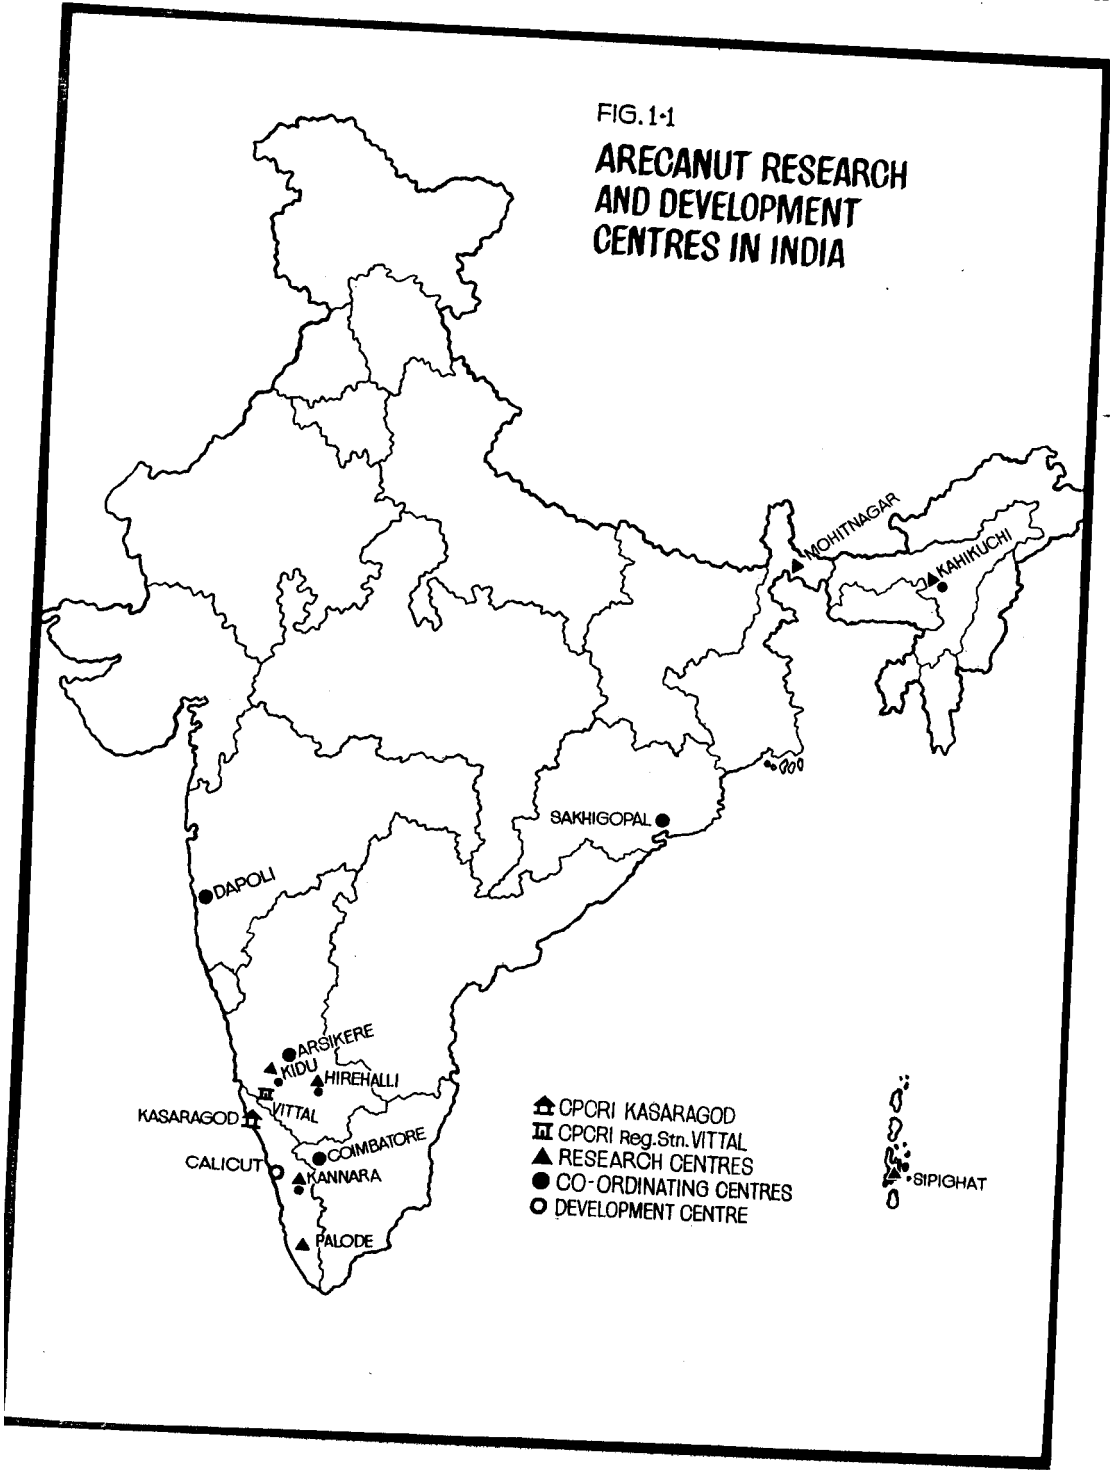 FIG. 1·1
ARECANUT RESEARCH
AND DEVELOPMENT
CENTRES IN INDIA
MOHITNAGAR
KAHIKUCHI
SAKHIGOPAL
DAPOLI
ARSIKERE
KIDU
HIREHALLI
VITTAL
KASARAGOD
COIMBATORE
CALICUT
KANNARA
PALODE
SIPIGHAT
CPCRI KASARAGOD
CPCRI Reg. Stn. VITTAL
RESEARCH CENTRES
CO-ORDINATING CENTRES
DEVELOPMENT CENTRE